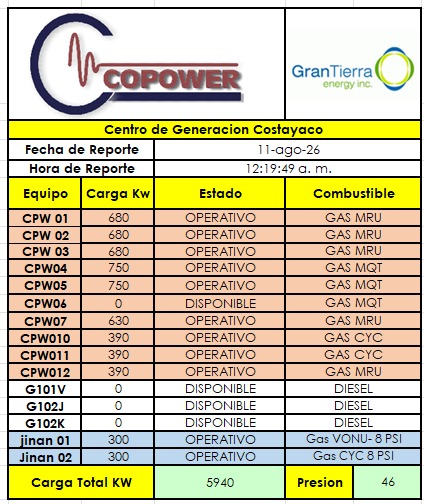 COPOWER
GranTierra
energy inc.
Centro de Generacion Costayaco
Fecha de Reporte 11-ago-26
Hora de Reporte 12:19:49 a. m.
Equipo Carga Kw Estado Combustible
CPW 01 680 OPERATIVO GAS MRU
CPW 02 680 OPERATIVO GAS MRU
CPW 03 680 OPERATIVO GAS MRU
CPW04 750 OPERATIVO GAS MQT
CPW05 750 OPERATIVO GAS MQT
CPW06 0 DISPONIBLE GAS MQT
CPW07 630 OPERATIVO GAS MRU
CPW010 390 OPERATIVO GAS CYC
CPW011 390 OPERATIVO GAS CYC
CPW012 390 OPERATIVO GAS MRU
G101V 0 DISPONIBLE DIESEL
G102J 0 DISPONIBLE DIESEL
G102K 0 DISPONIBLE DIESEL
jinan 01 300 OPERATIVO Gas VONU- 8 PSI
Jinan 02 300 OPERATIVO Gas CYC 8 PSI
Carga Total KW 5940 Presion 46